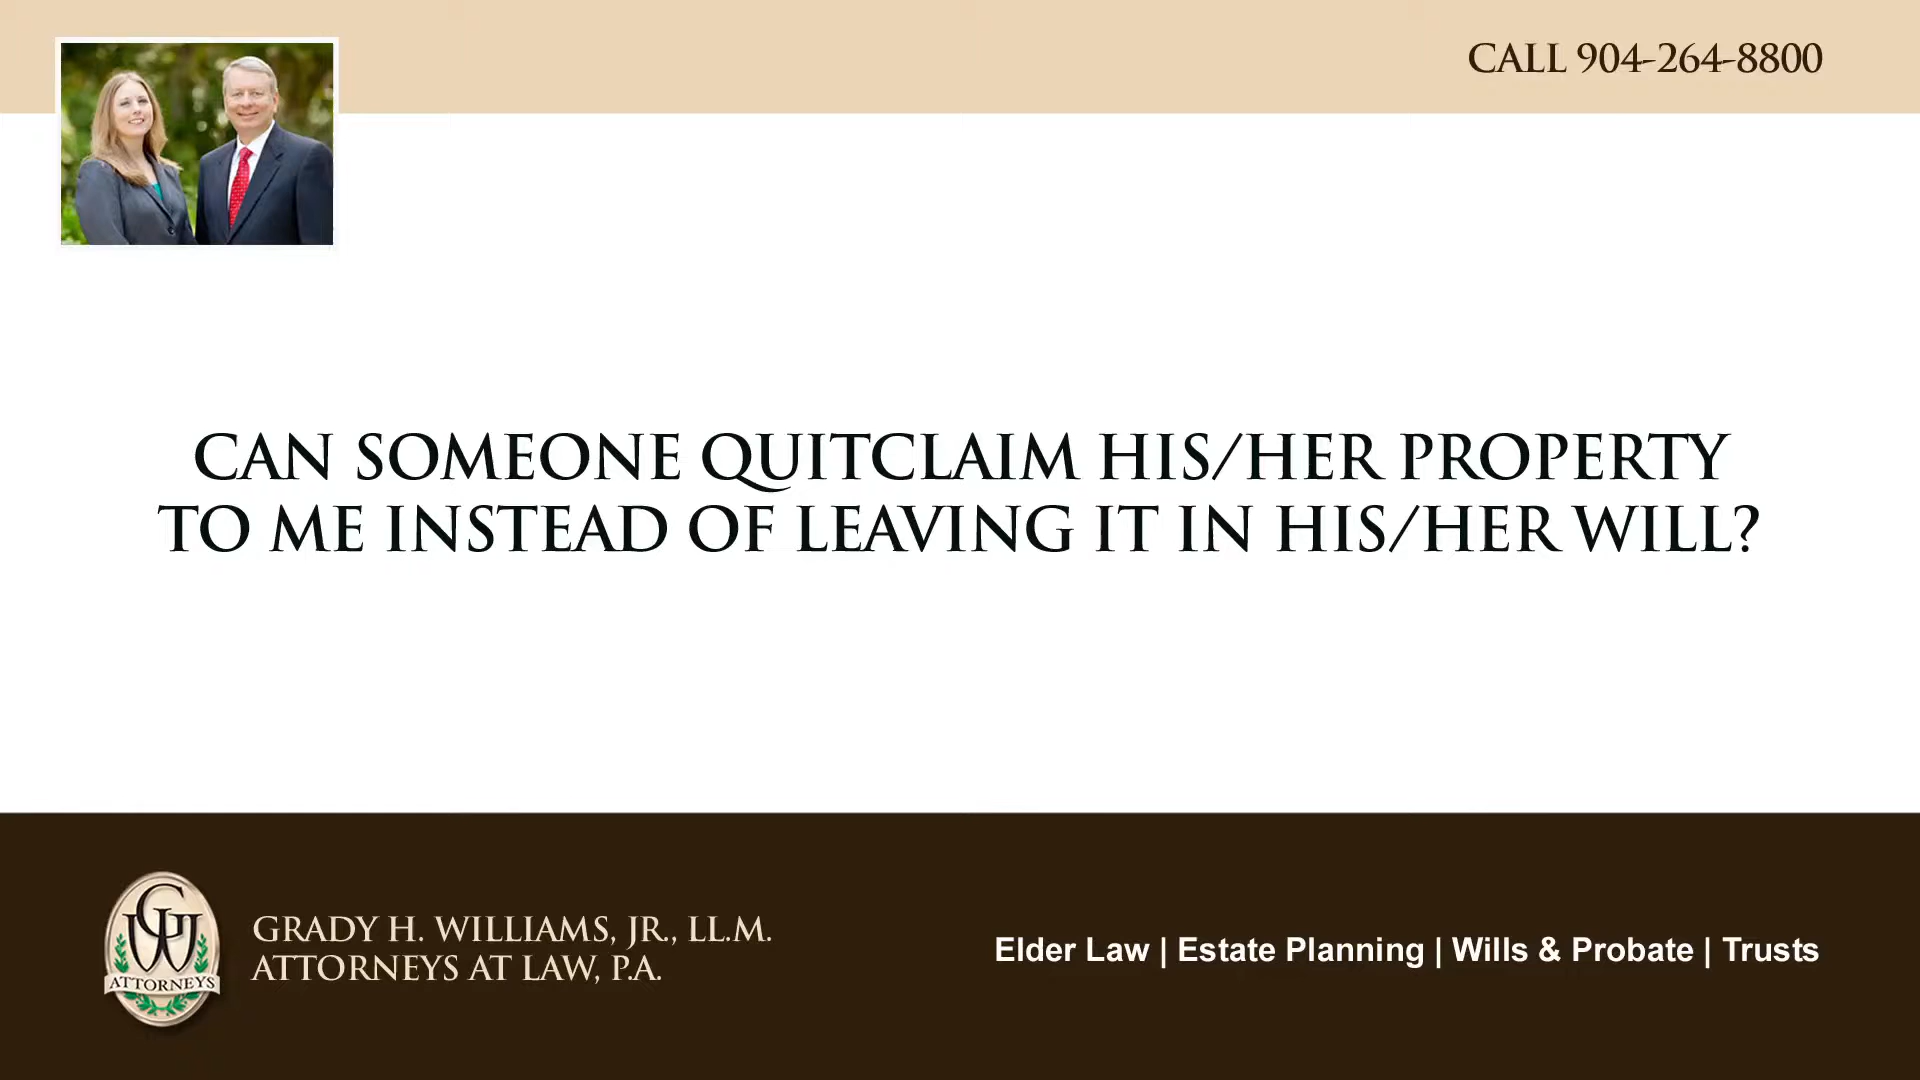 CALL 904-264-8800
CAN SOMEONE QUITCLAIM HIS/HER PROPERTY
TO ME INSTEAD OF LEAVING IT IN HIS/HER WILL?
GW
ATTORNEYS
GRADY H. WILLIAMS, JR., LL.M.
ATTORNEYS AT LAW, P.A.
Elder Law | Estate Planning | Wills & Probate | Trusts